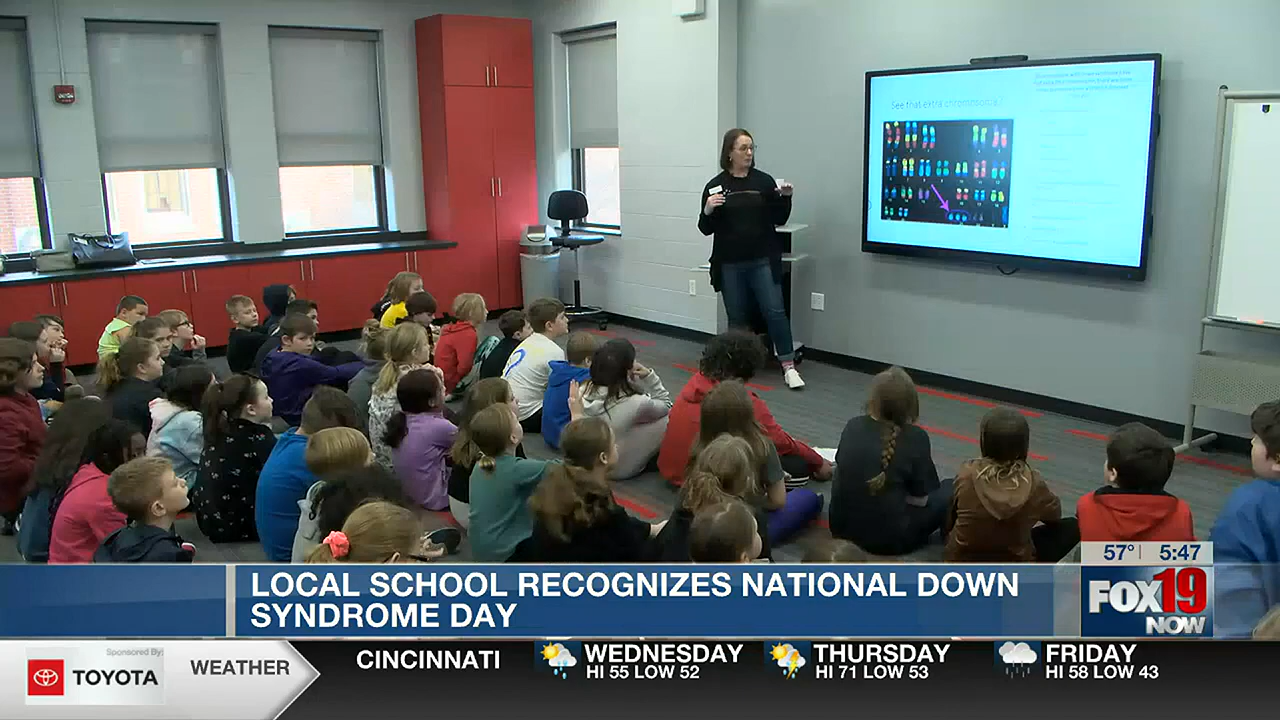 See that extra chromosome?
LOCAL SCHOOL RECOGNIZES NATIONAL DOWN
SYNDROME DAY
57° 5:47
FOX19
NOW
Sponsored By:
TOYOTA
WEATHER
CINCINNATI
WEDNESDAY
HI 55 LOW 52
THURSDAY
HI 71 LOW 53
FRIDAY
HI 58 LOW 43